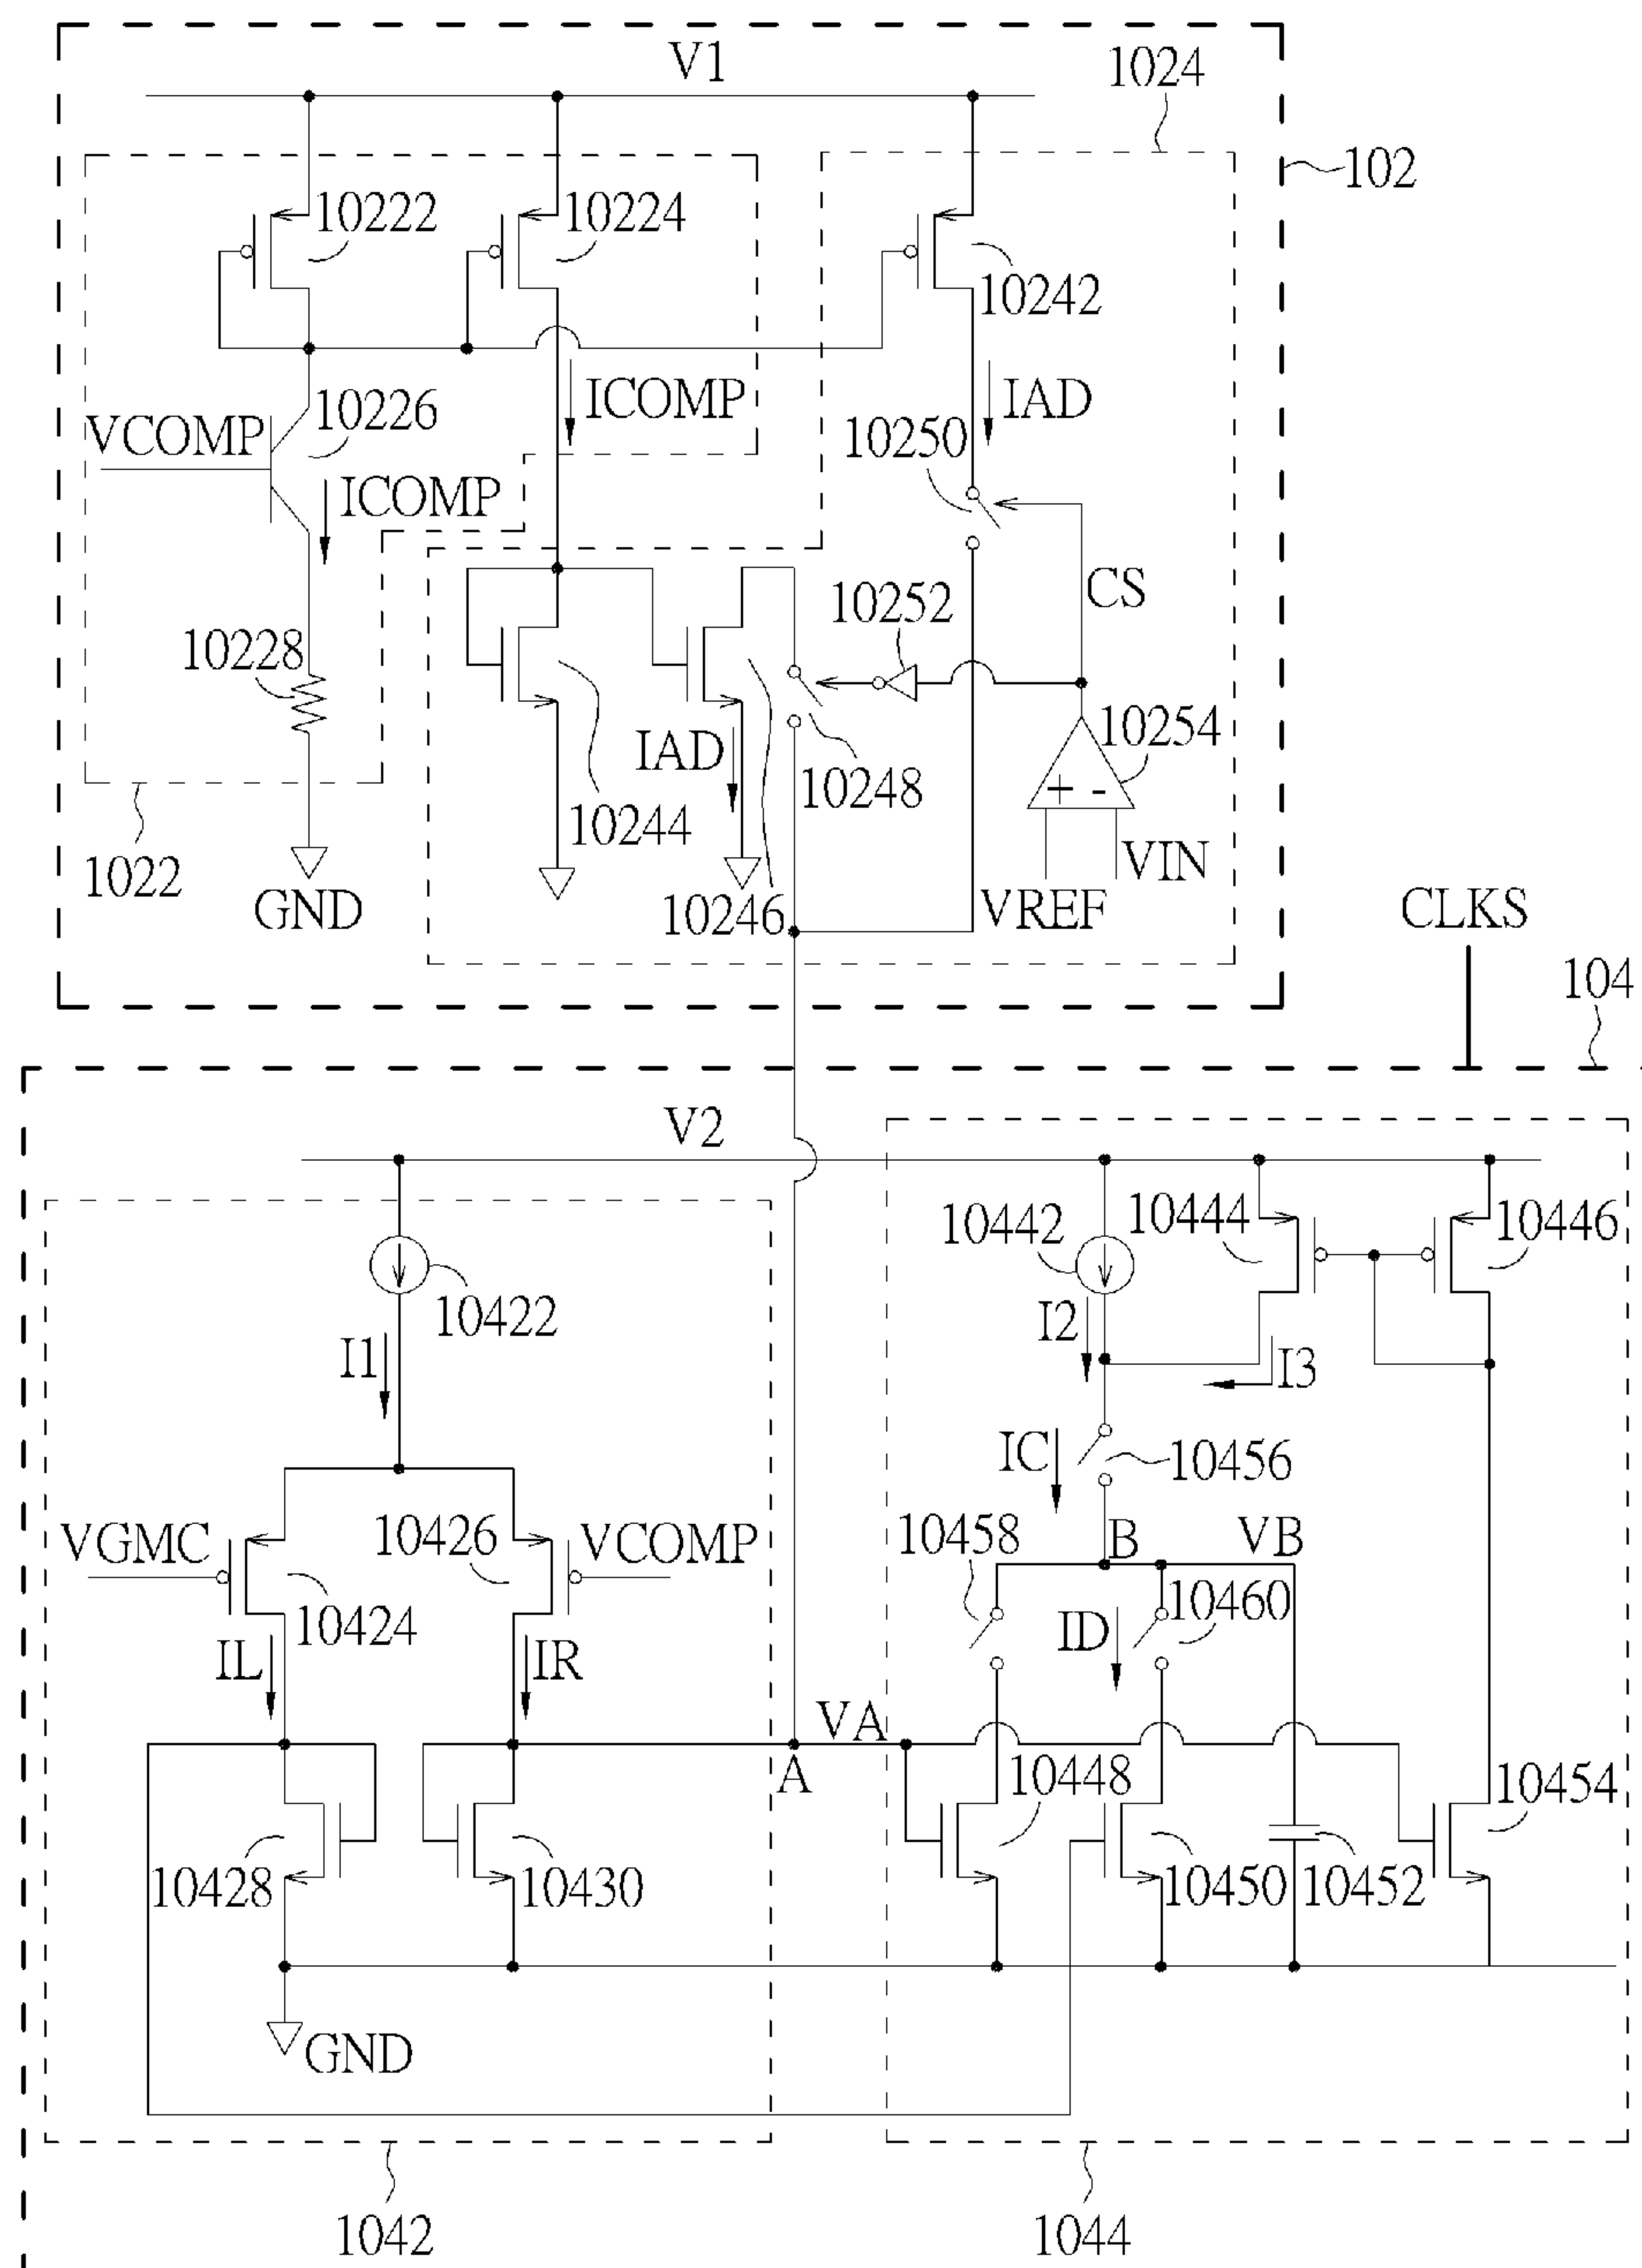 V1
1024
102
10222
10224
10242
VCOMP
10226
ICOMP
ICOMP
10250
IAD
CS
10252
10228
IAD
10248
10254
+ -
10244
1022
GND
10246
VREF
VIN
CLKS
104
V2
10442
10444
10446
10422
I1
I2
I3
IC
10456
VGMC
10426
VCOMP
10458
B
VB
10424
ID
10460
IL
IR
VA
A
10448
10454
10428
10430
10450
10452
GND
1042
1044